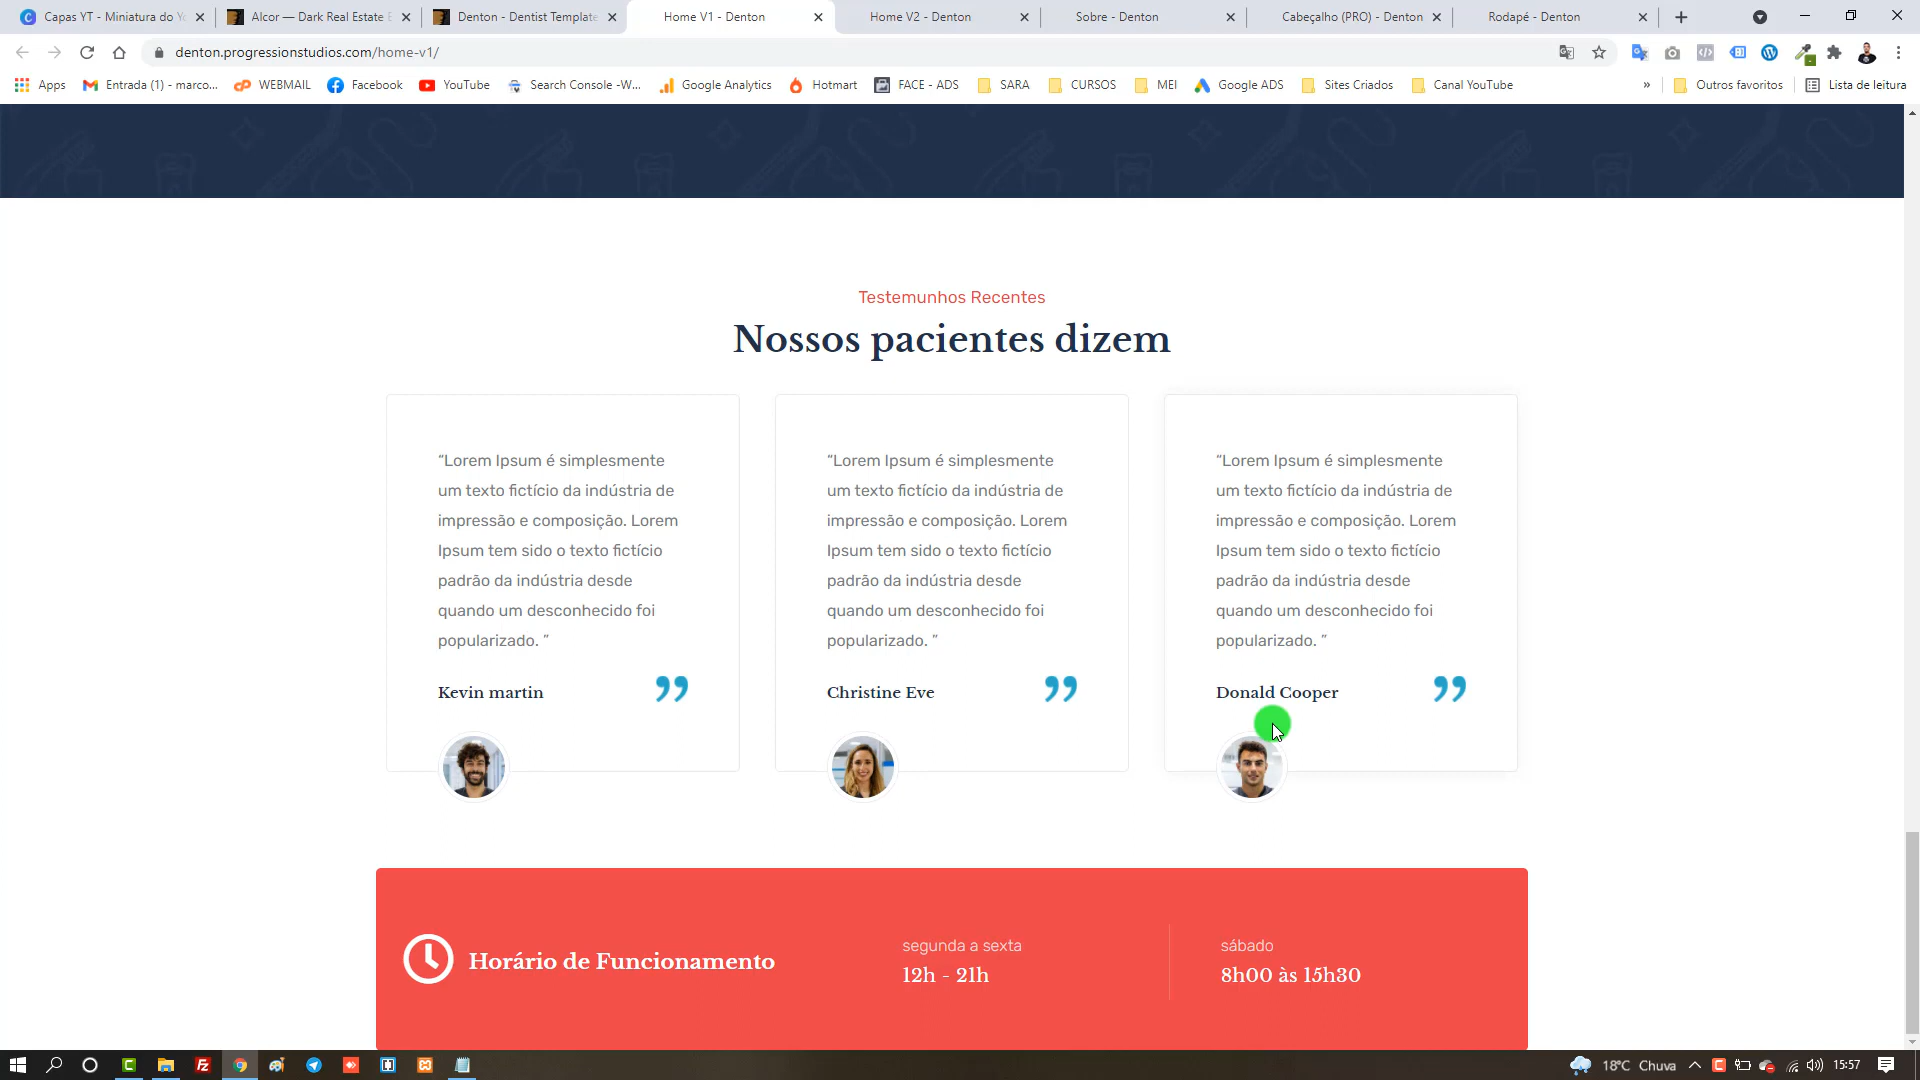 Capas YT - Miniatura do Yo
Alcor — Dark Real Estate E
Denton - Dentist Template
Home V1 - Denton
Home V2 - Denton
Sobre - Denton
Cabeçalho (PRO) - Denton
Rodapé - Denton
denton.progressionstudios.com/home-v1/
Apps
Entrada (1) - marco...
WEBMAIL
Facebook
YouTube
Search Console -W...
Google Analytics
Hotmart
FACE - ADS
SARA
CURSOS
MEI
Google ADS
Sites Criados
Canal YouTube
»
Outros favoritos
Lista de leitura
Testemunhos Recentes
Nossos pacientes dizem
“Lorem Ipsum é simplesmente
um texto fictício da indústria de
impressão e composição. Lorem
Ipsum tem sido o texto fictício
padrão da indústria desde
quando um desconhecido foi
popularizado. ”
Kevin martin
“Lorem Ipsum é simplesmente
um texto fictício da indústria de
impressão e composição. Lorem
Ipsum tem sido o texto fictício
padrão da indústria desde
quando um desconhecido foi
popularizado. ”
Christine Eve
“Lorem Ipsum é simplesmente
um texto fictício da indústria de
impressão e composição. Lorem
Ipsum tem sido o texto fictício
padrão da indústria desde
quando um desconhecido foi
popularizado. ”
Donald Cooper
Horário de Funcionamento
segunda a sexta
12h - 21h
sábado
8h00 às 15h30
18°C Chuva
15:57